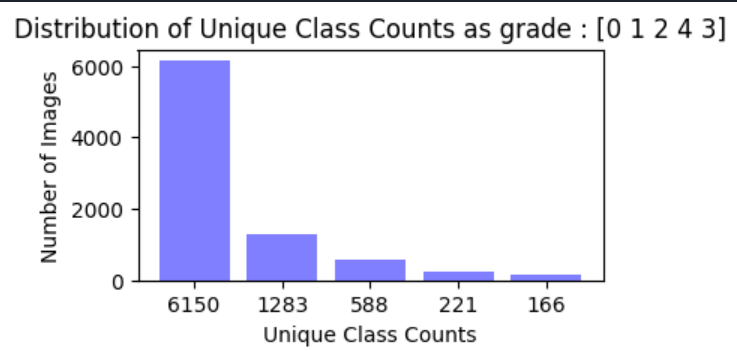 Distribution of Unique Class Counts as grade : [0 1 2 4 3]
Number of Images
6000
4000
2000
0
6150 1283 588 221 166
Unique Class Counts